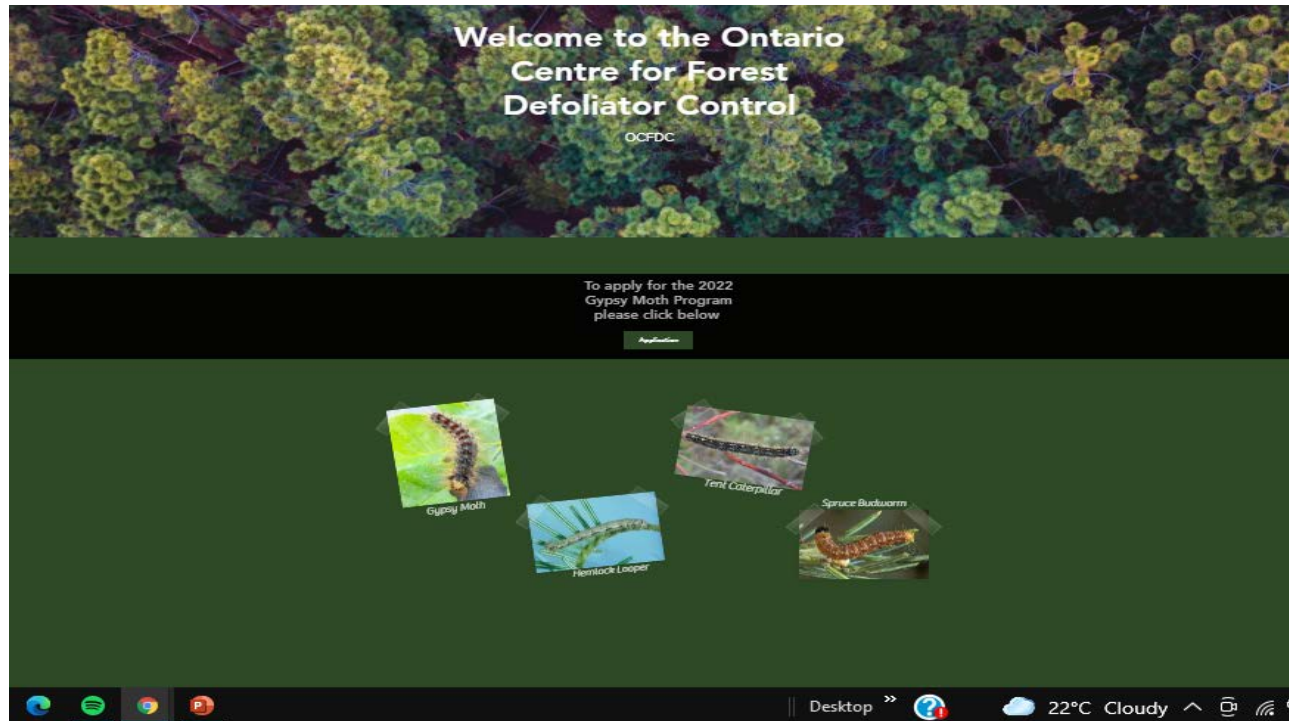 Welcome to the Ontario
Centre for Forest
Defoliator Control
OCFDC
To apply for the 2022
Gypsy Moth Program
please click below
Application
Gypsy Moth
Tent Caterpillar
Hemlock Looper
Spruce Budworm
Desktop
22°C Cloudy